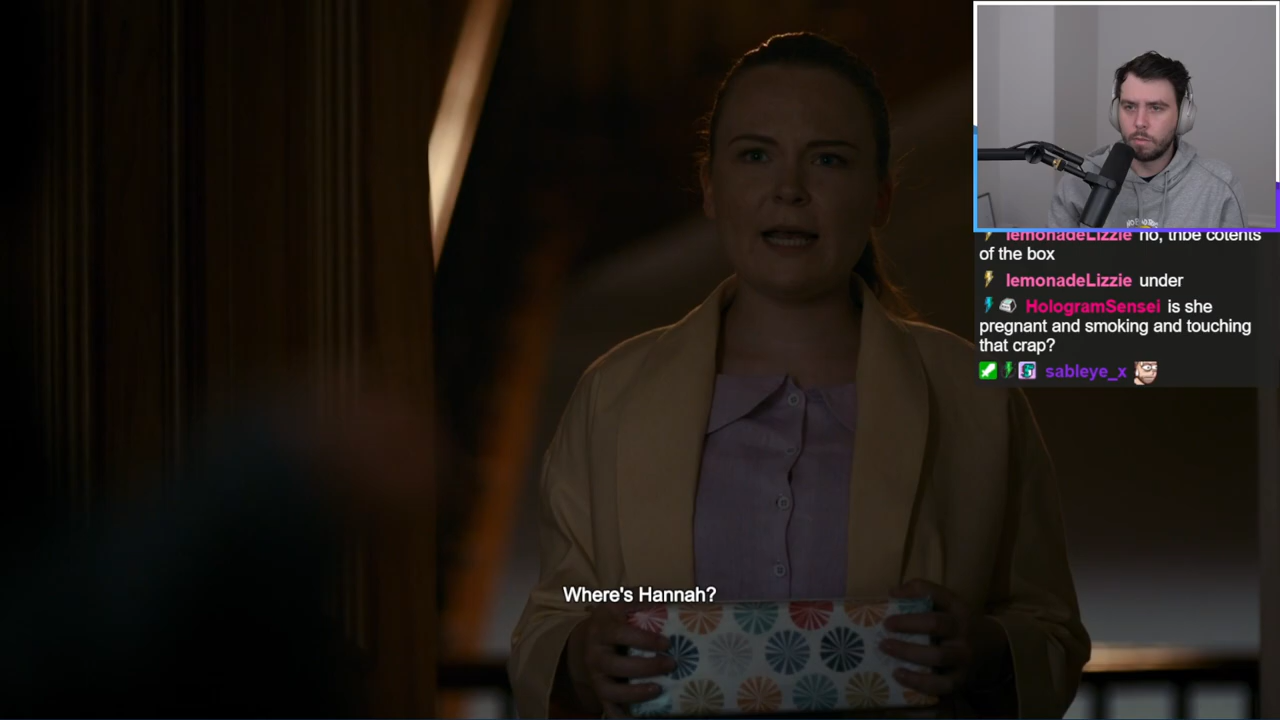 lemonadeLizzie no, thbe cotents
of the box
lemonadeLizzie under
HologramSensei is she
pregnant and smoking and touching
that crap?
sableye_x
Where's Hannah?